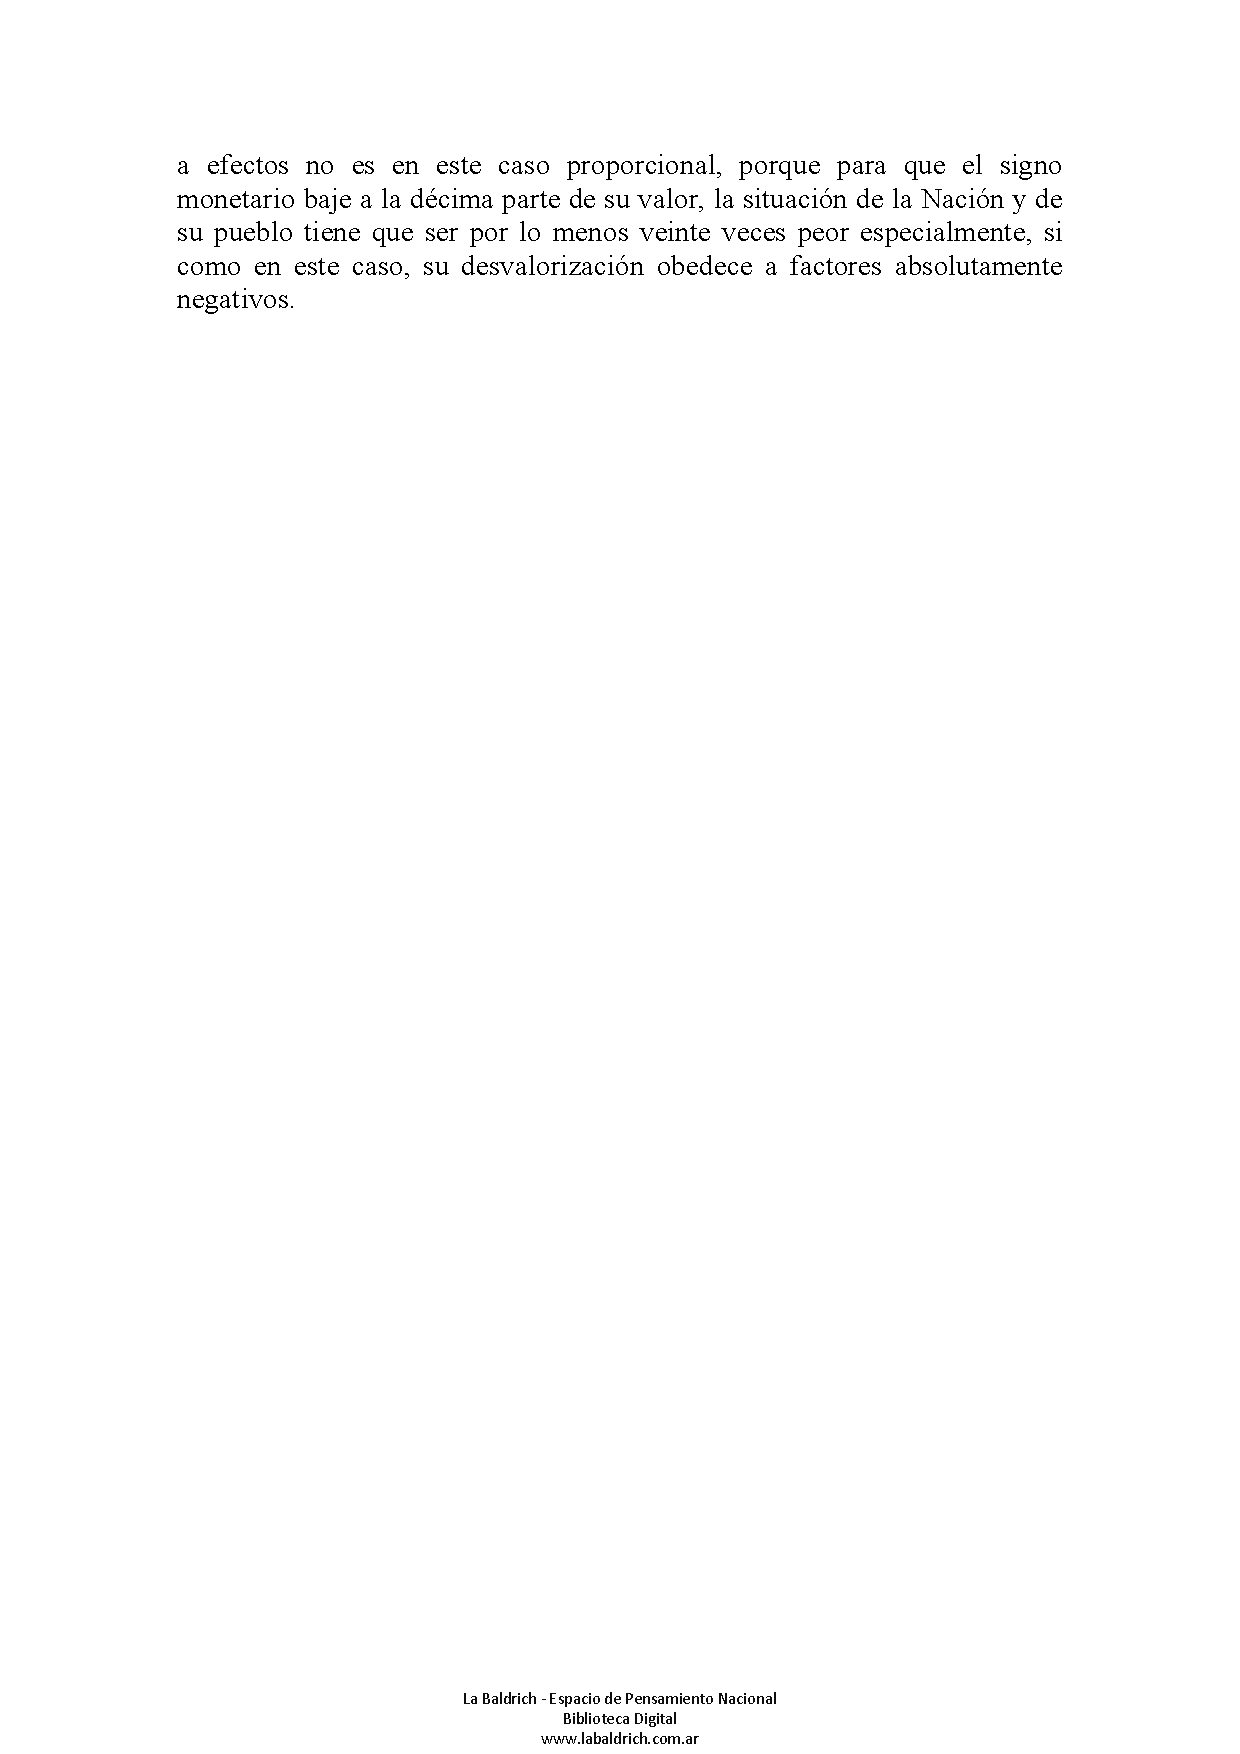 a efectos no es en este caso proporcional, porque para que el signo
monetario baje a la décima parte de su valor, la situación de la Nación y de
su pueblo tiene que ser por lo menos veinte veces peor especialmente, si
como en este caso, su desvalorización obedece a factores absolutamente
negativos.
La Baldrich - Espacio de Pensamiento Nacional
Biblioteca Digital
www.labaldrich.com.ar